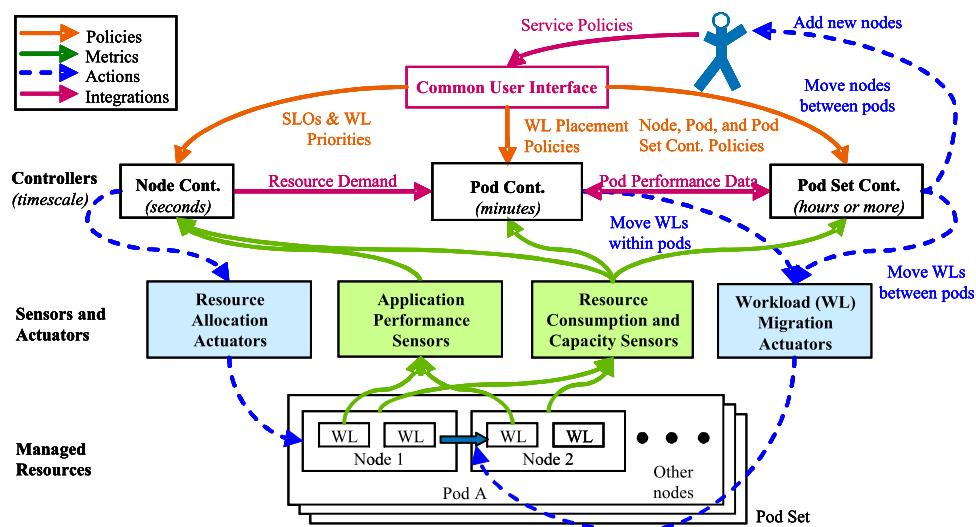 Policies
Metrics
Actions
Integrations
Service Policies
Add new nodes
Common User Interface
Move nodes
between pods
SLOs & WL
Priorities
WL Placement
Policies
Node, Pod, and Pod
Set Cont. Policies
Controllers
(timescale)
Node Cont.
(seconds)
Resource Demand
Pod Cont.
(minutes)
Pod Performance Data
Pod Set Cont.
(hours or more)
Move WLs
within pods
Move WLs
between pods
Sensors and
Actuators
Resource
Allocation
Actuators
Application
Performance
Sensors
Resource
Consumption and
Capacity Sensors
Workload (WL)
Migration
Actuators
Managed
Resources
WL
WL
Node 1
WL
WL
Node 2
Other
nodes
Pod A
Pod Set